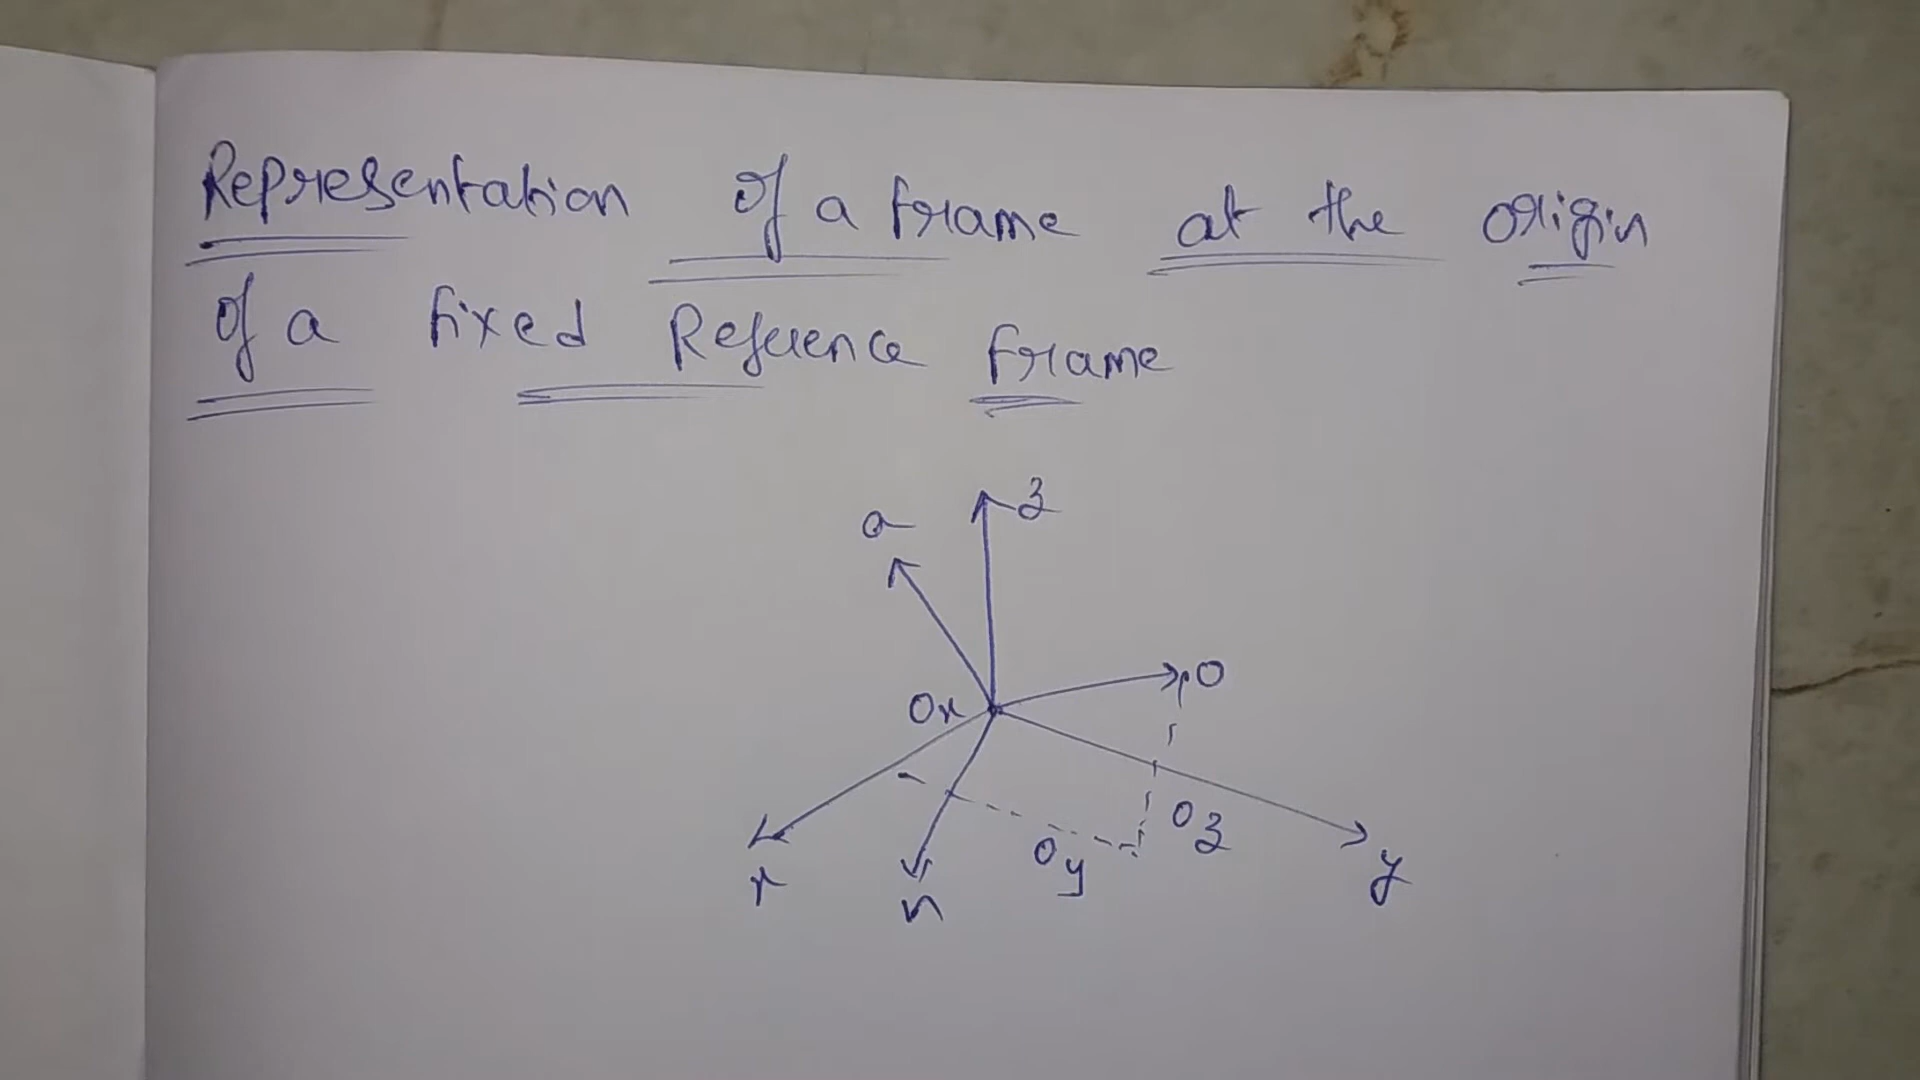 Representation of a frame at the origin
of a fixed Reference frame
z
a
O
Ox
Oz
Oy
x
n
y